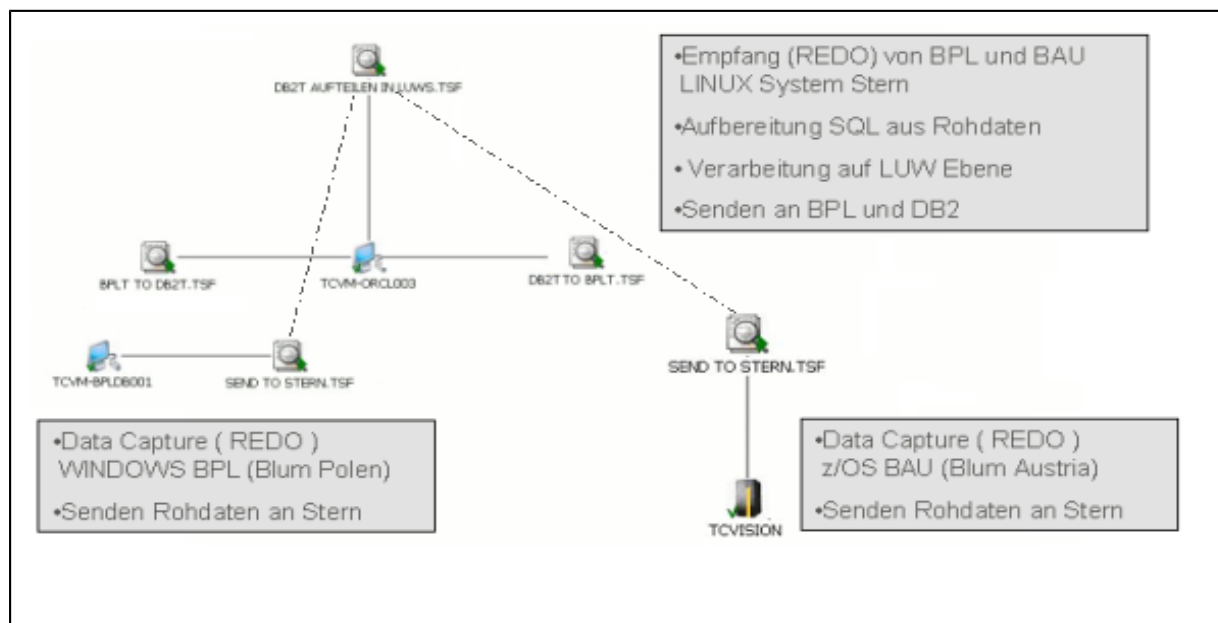 DB2T AUFTEILEN IN LUWS.TSF
•Empfang (REDO) von BPL und BAU
LINUX System Stern
•Aufbereitung SQL aus Rohdaten
• Verarbeitung auf LUW Ebene
•Senden an BPL und DB2
BPLT TO DB2T.TSF
TCVM-ORCL003
DB2T TO BPLT.TSF
TCVM-BPLDB001
SEND TO STERN.TSF
SEND TO STERN.TSF
•Data Capture ( REDO )
WINDOWS BPL (Blum Polen)
•Senden Rohdaten an Stern
•Data Capture ( REDO )
z/OS BAU (Blum Austria)
•Senden Rohdaten an Stern
TCVISION